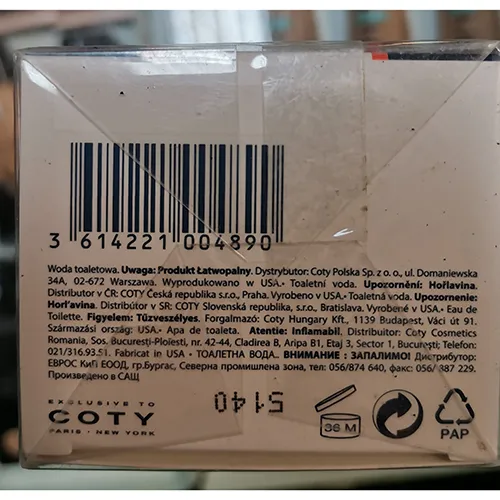 3 614221 004890
Woda toaletowa. Uwaga: Produkt Łatwopalny. Dystrybutor: Coty Polska Sp. z o. o., ul. Domaniewska
34A, 02-672 Warszawa. Wyprodukowano w USA.• Toaletní voda. Upozornění: Hořlavina.
Distributor v ČR: COTY Česká republika s.r.o., Praha. Vyrobeno v USA.• Toaletná voda. Upozornenie:
Horľavina. Distribútor v SR: COTY Slovenská republika s.r.o., Bratislava. Vyrobené v USA.• Eau de
Toilette. Figyelem: Tűzveszélyes. Forgalmazó: Coty Hungary Kft., 1139 Budapest, Váci út 91.
Származási ország: USA.• Apa de toaleta. Atentie: Inflamabil. Distribuitor: Coty Cosmetics
Romania, Sos. Bucuresti-Ploiesti, nr. 42-44, Cladirea B, Aripa B1, Etaj 3, Sector 1, Bucuresti; Telefon:
021/316.93.51. Fabricat in USA • ТОАЛЕТНА ВОДА.. ВНИМАНИЕ : ЗАПАЛИМО! Дистрибутор:
ЕВРОС КиП ЕООД, гр.Бургас, Северна промишлена зона, тел: 056/874 640, факс: 056/ 887 229.
Произведено в САЩ
EXCLUSIVE TO
COTY
PARIS - NEW YORK
5140
36 M
PAP